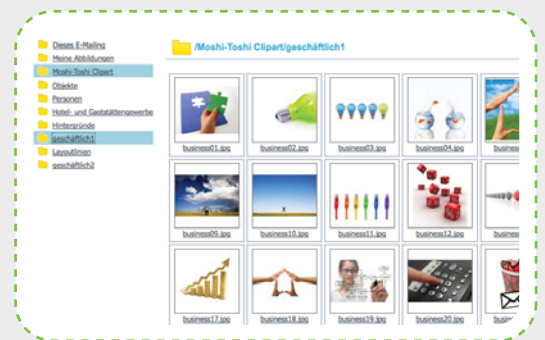 Dieses E-Mailing
Meine Abbildungen
Moshi-Toshi Clipart
Objekte
Personen
Hotel- und Gaststättengewerbe
Hintergründe
geschäftlich1
Layoutlinien
geschäftlich2
/Moshi-Toshi Clipart/geschäftlich1
business01.jpg business02.jpg business03.jpg business04.jpg business
business09.jpg business10.jpg business11.jpg business12.jpg business
business17.jpg business18.jpg business19.jpg business20.jpg